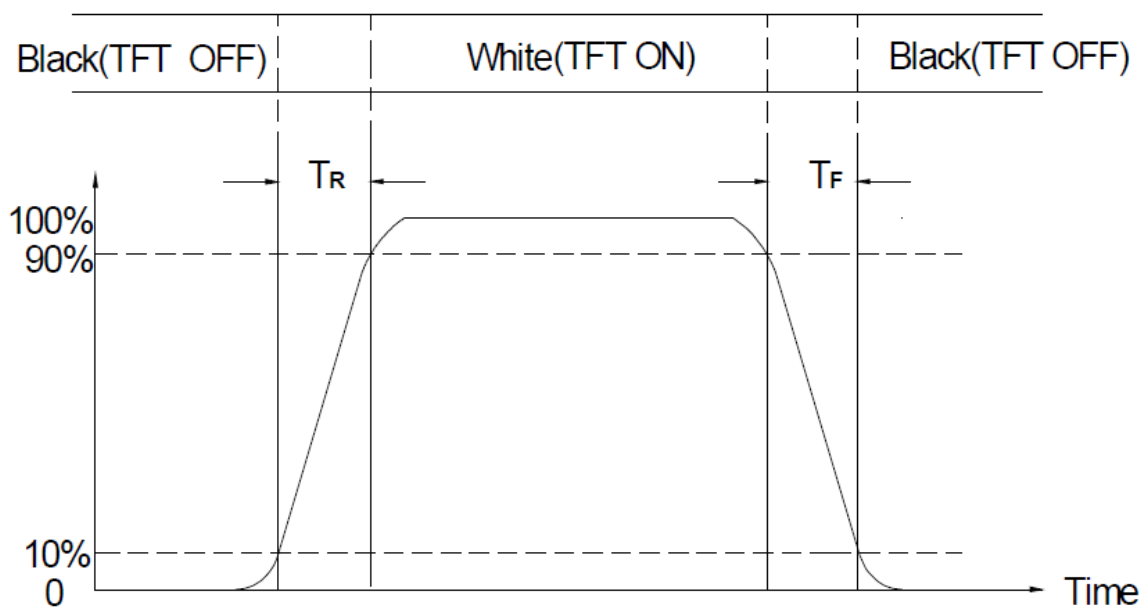 Black(TFT OFF) White(TFT ON) Black(TFT OFF)
TR TF
100%
90%
10%
0
Time